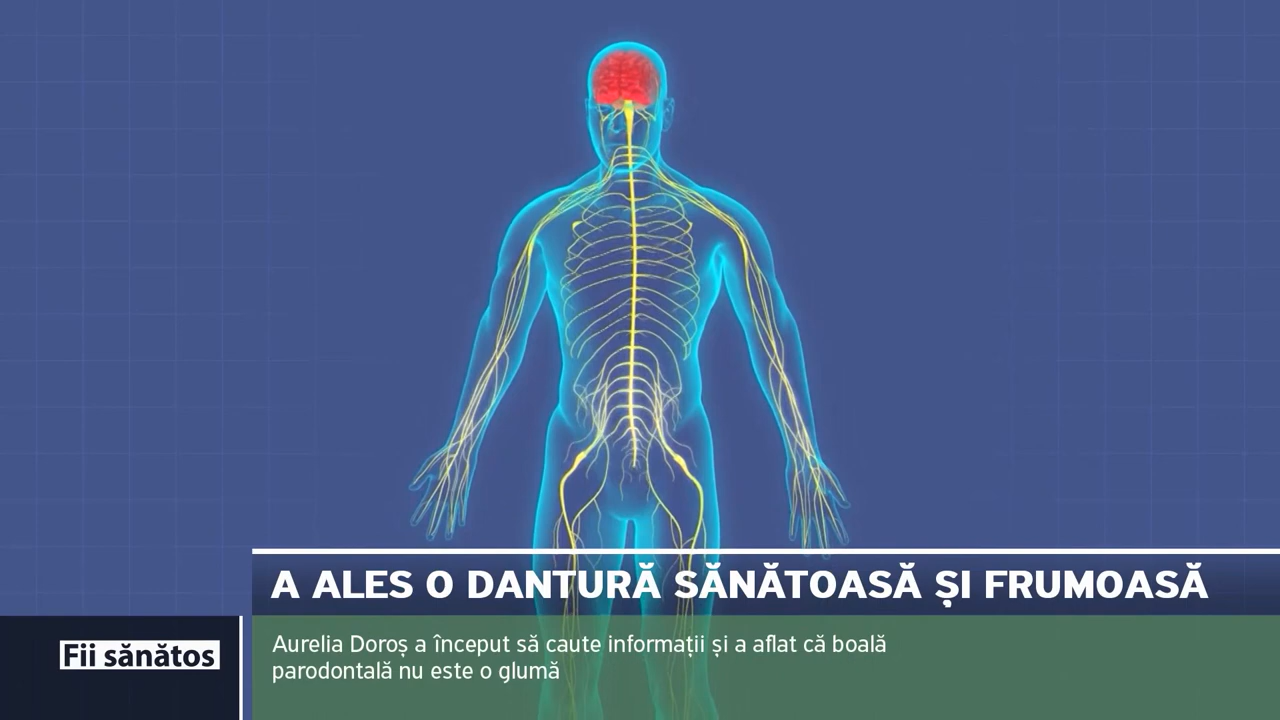 A ALES O DANTURĂ SĂNĂTOASĂ ȘI FRUMOASĂ
Fii sănătos
Aurelia Doroș a început să caute informații și a aflat că boală
parodontală nu este o glumă